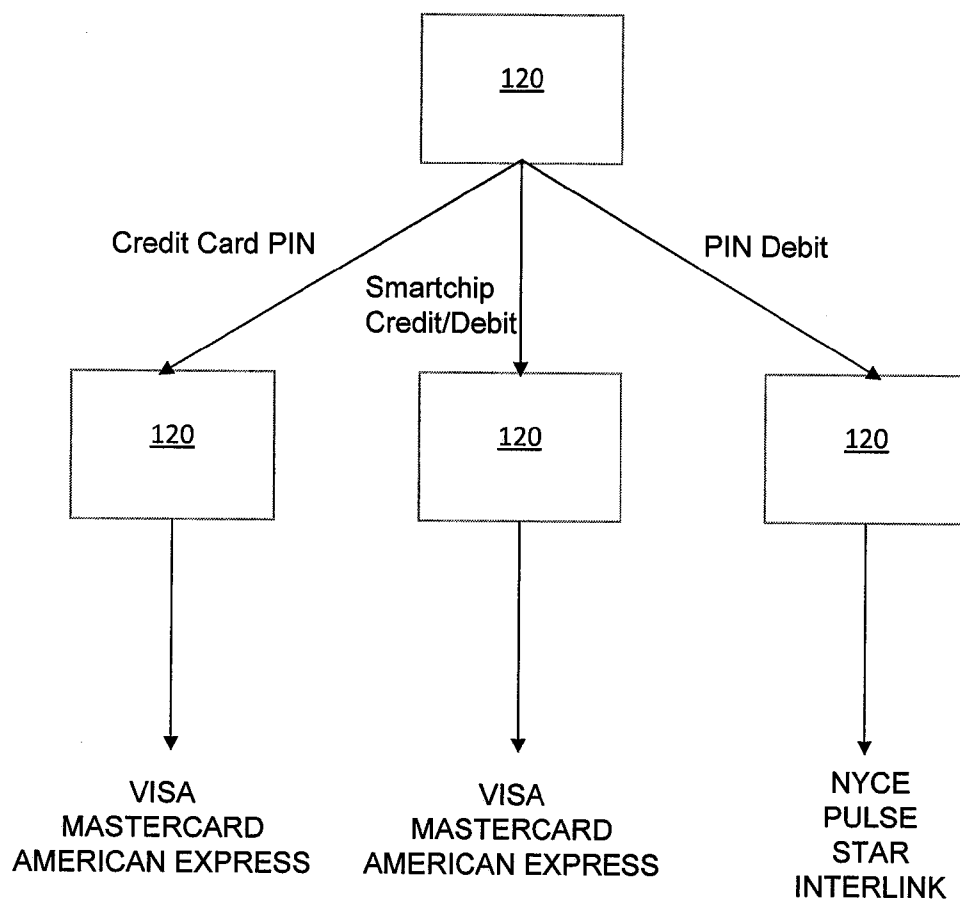 120
Credit Card PIN
Smartchip
Credit/Debit
PIN Debit
120
120
120
VISA
MASTERCARD
AMERICAN EXPRESS
VISA
MASTERCARD
AMERICAN EXPRESS
NYCE
PULSE
STAR
INTERLINK